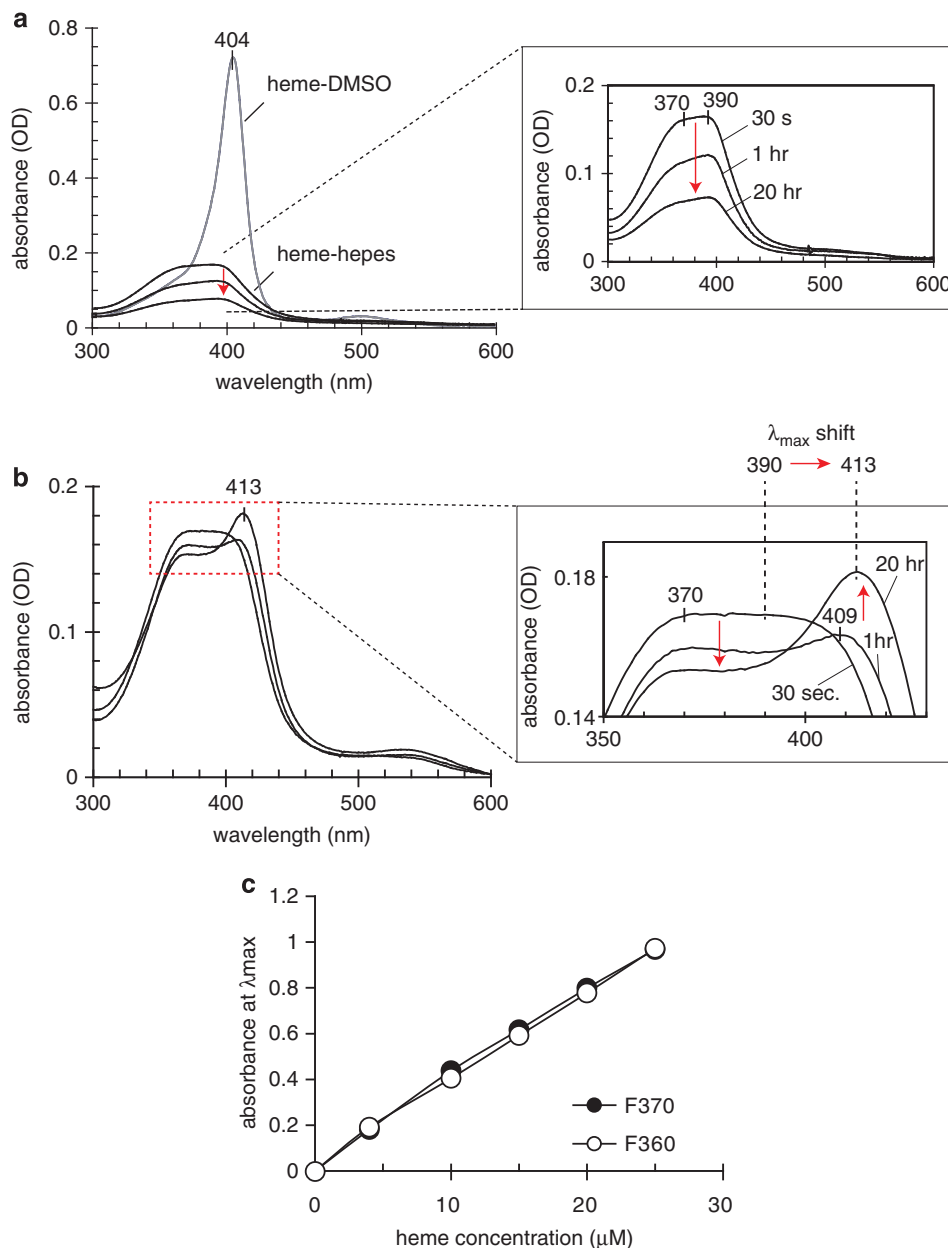 a
0.8
0.6
0.4
0.2
0
absorbance (OD)
404
heme-DMSO
heme-hepes
300
400
500
600
wavelength (nm)
0.2
0.1
0
absorbance (OD)
370
390
30 s
1 hr
20 hr
300
400
500
600
λmax shift
390
413
b
0.2
0.1
0
absorbance (OD)
413
300
400
500
600
wavelength (nm)
0.18
0.14
absorbance (OD)
370
409
20 hr
1hr
30 sec.
350
400
c
1.2
1
0.8
0.6
0.4
0.2
0
absorbance at λmax
F370
F360
0
10
20
30
heme concentration (μM)